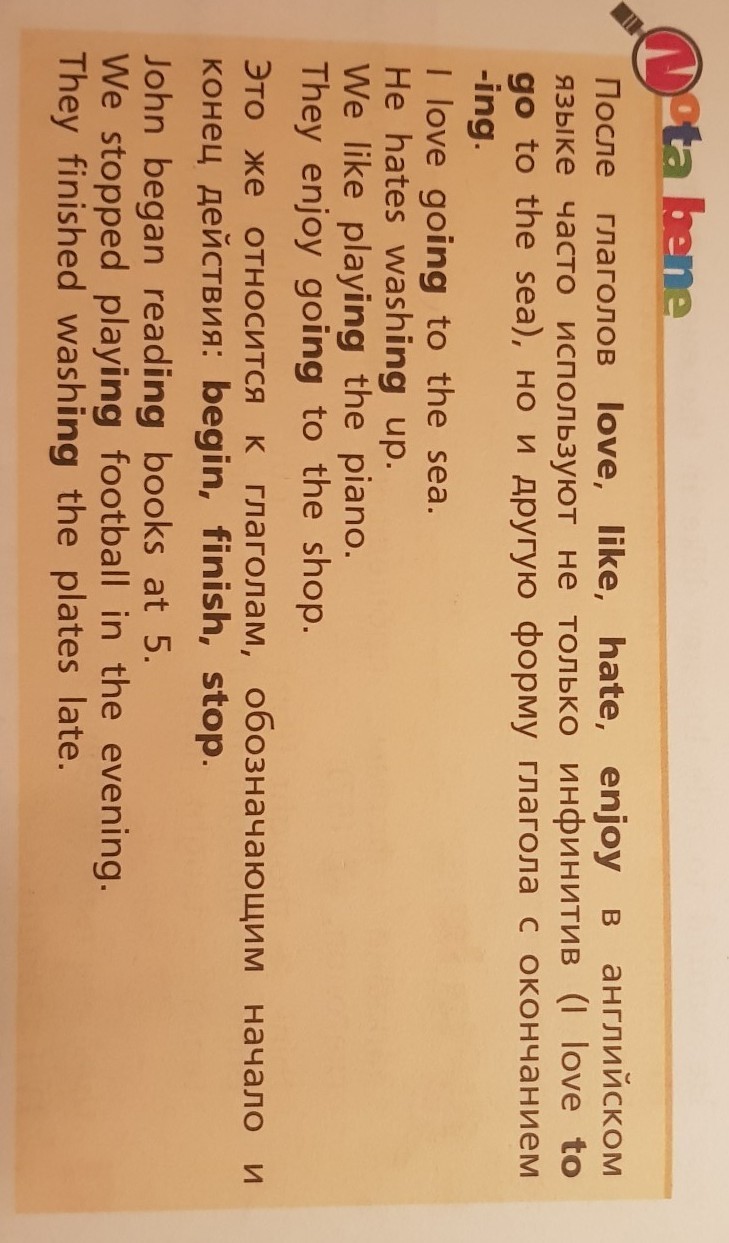 Nota bene
После глаголов love, like, hate, enjoy в английском
языке часто используют не только инфинитив (I love to
go to the sea), но и другую форму глагола с окончанием
-ing.
I love going to the sea.
He hates washing up.
We like playing the piano.
They enjoy going to the shop.
Это же относится к глаголам, обозначающим начало и
конец действия: begin, finish, stop.
John began reading books at 5.
We stopped playing football in the evening.
They finished washing the plates late.